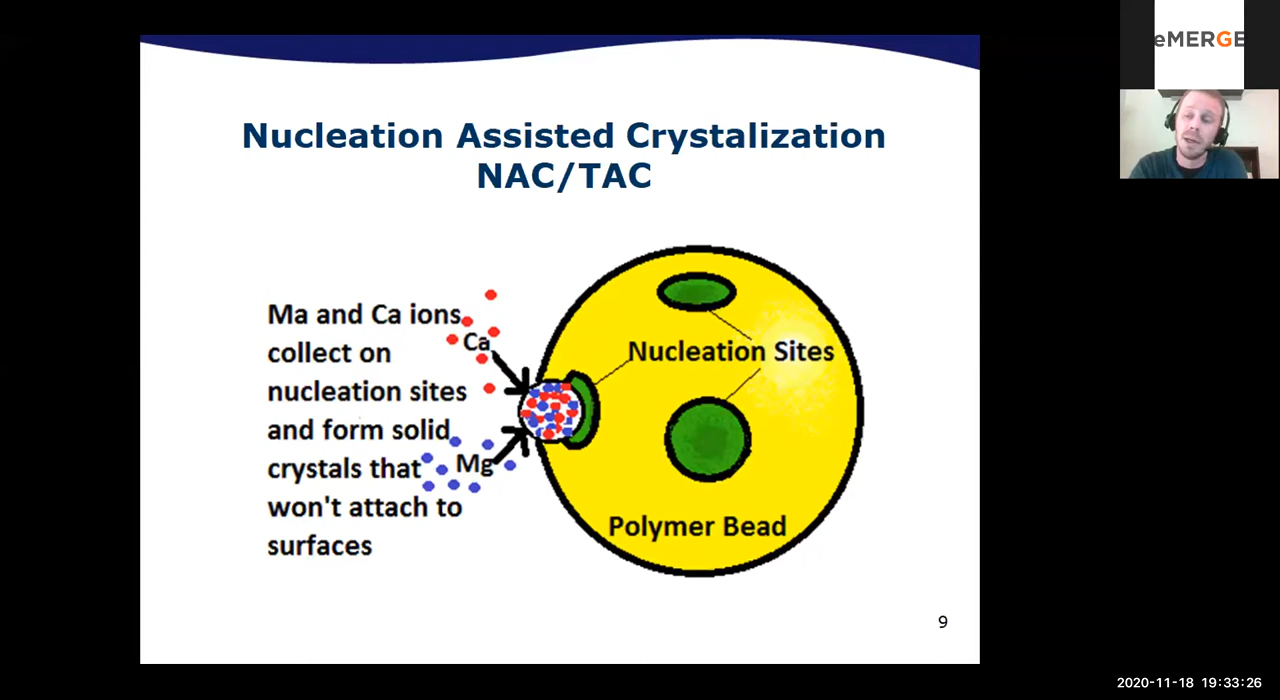 eMERGE
Nucleation Assisted Crystalization
NAC/TAC
Ma and Ca ions
collect on
nucleation sites
and form solid
crystals that
won't attach to
surfaces
Ca
Mg
Nucleation Sites
Polymer Bead
9
2020-11-18 19:33:26